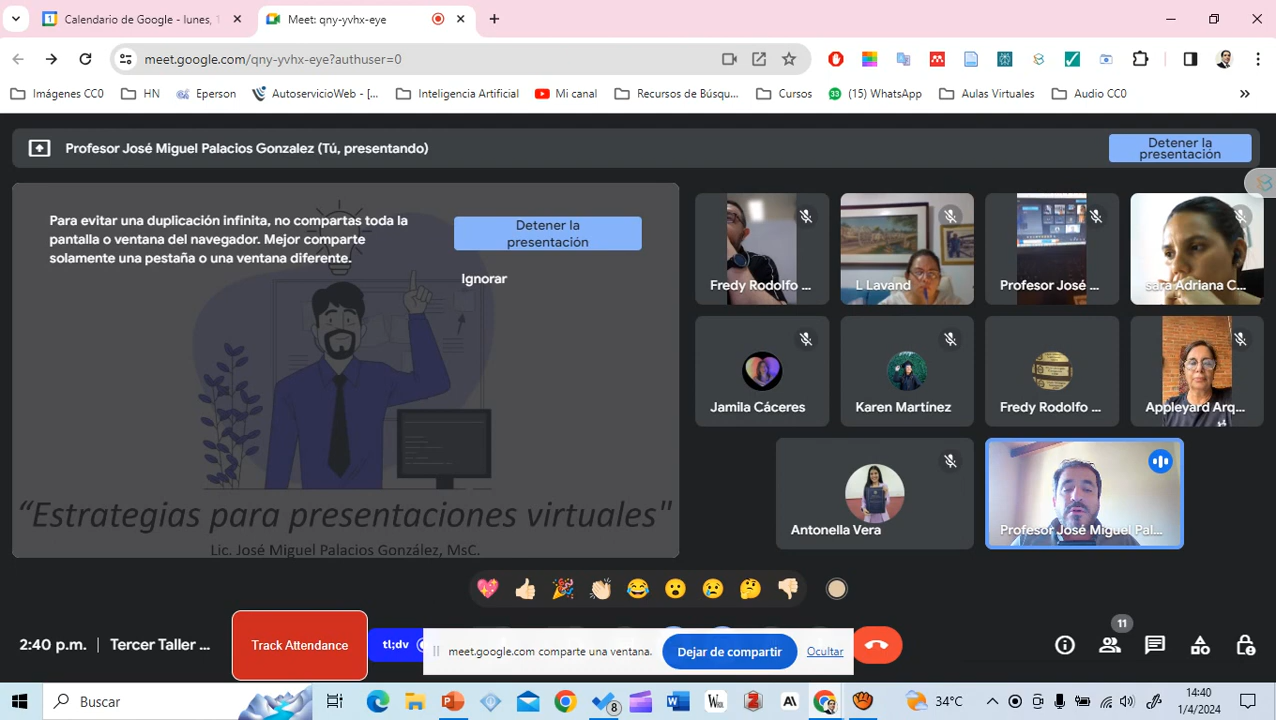 Calendario de Google - lunes, 1
Meet: qny-yvhx-eye
meet.google.com/qny-yvhx-eye?authuser=0
Imágenes CC0
HN
Eperson
AutoservicioWeb - [...
Inteligencia Artificial
Mi canal
Recursos de Búsqu...
Cursos
(15) WhatsApp
Aulas Virtuales
Audio CC0
Profesor José Miguel Palacios Gonzalez (Tú, presentando)
Detener la
presentación
Para evitar una duplicación infinita, no compartas toda la
pantalla o ventana del navegador. Mejor comparte
solamente una pestaña o una ventana diferente.
Detener la
presentación
Ignorar
“Estrategias para presentaciones virtuales"
Lic. José Miguel Palacios González, MsC.
Fredy Rodolfo ...
L Lavand
Profesor José ...
sara Adriana C...
Jamila Cáceres
Karen Martínez
Fredy Rodolfo ...
Appleyard Arq...
Antonella Vera
Profesor José Miguel Pal...
2:40 p.m.
Tercer Taller ...
Track Attendance
tl;dv
meet.google.com comparte una ventana.
Dejar de compartir
Ocultar
11
Buscar
8
34°C
14:40
1/4/2024